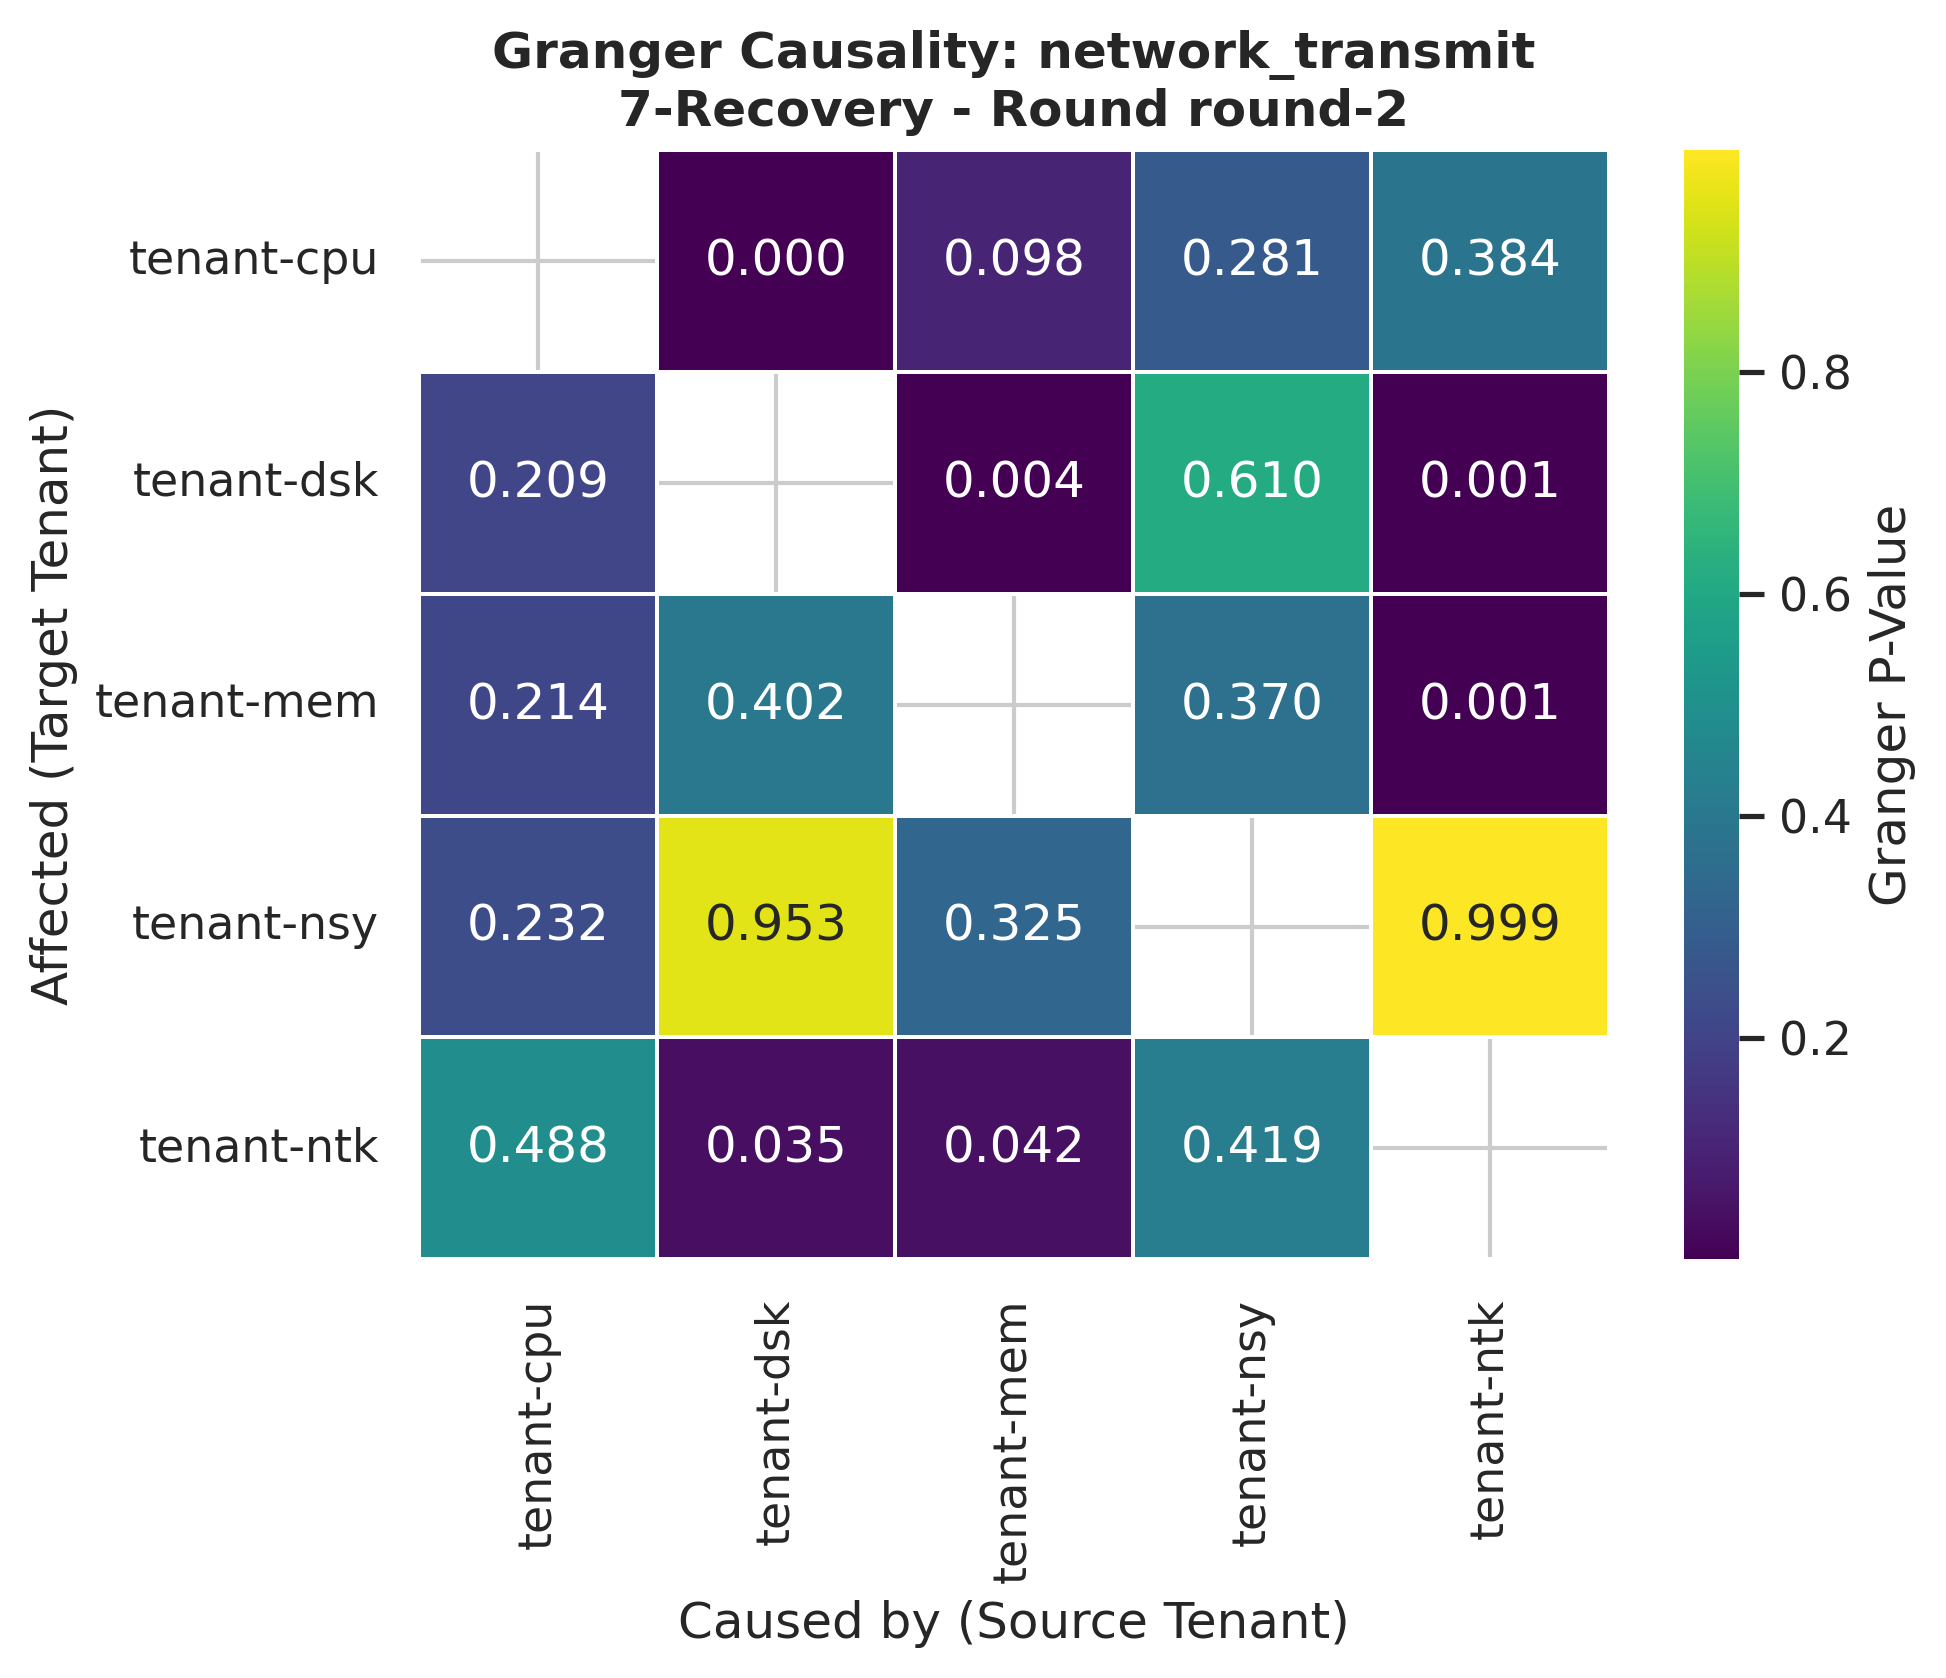 Granger Causality: network_transmit
7-Recovery - Round round-2
tenant-cpu
0.000 0.098 0.281 0.384
tenant-dsk
0.209 0.004 0.610 0.001
tenant-mem
0.214 0.402 0.370 0.001
tenant-nsy
0.232 0.953 0.325 0.999
tenant-ntk
0.488 0.035 0.042 0.419
Affected (Target Tenant)
tenant-cpu
tenant-dsk
tenant-mem
tenant-nsy
tenant-ntk
Caused by (Source Tenant)
0.8
0.6
0.4
0.2
Granger P-Value